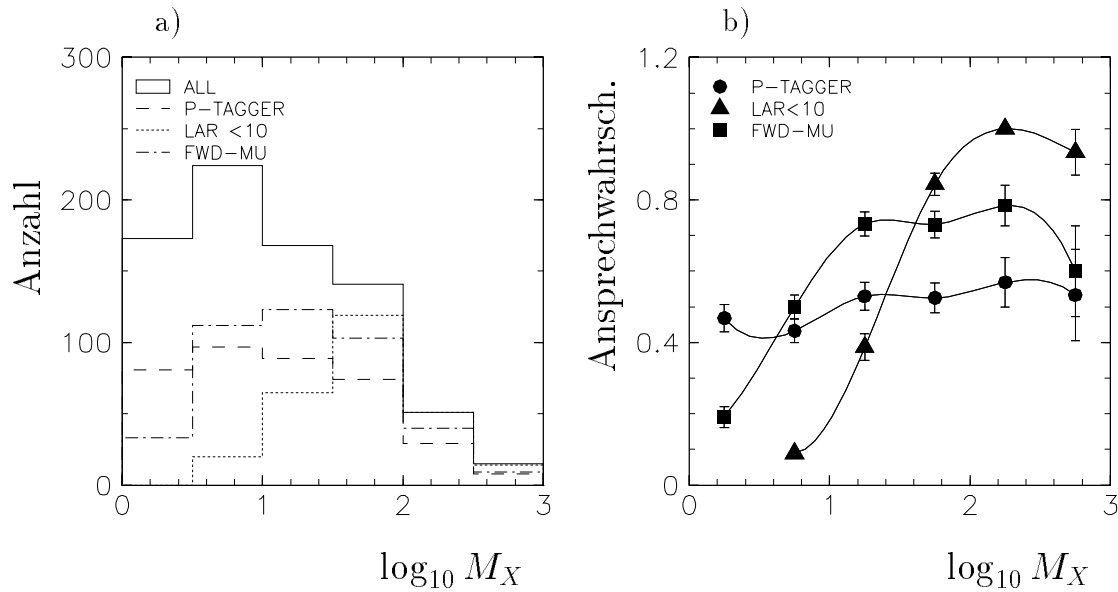 a)
300
200
100
0
Anzahl
ALL
P-TAGGER
LAR <10
FWD-MU
0 1 2 3
log10 MX
b)
1.2
0.8
0.4
0
Ansprechwahrsch.
P-TAGGER
LAR<10
FWD-MU
0 1 2 3
log10 MX